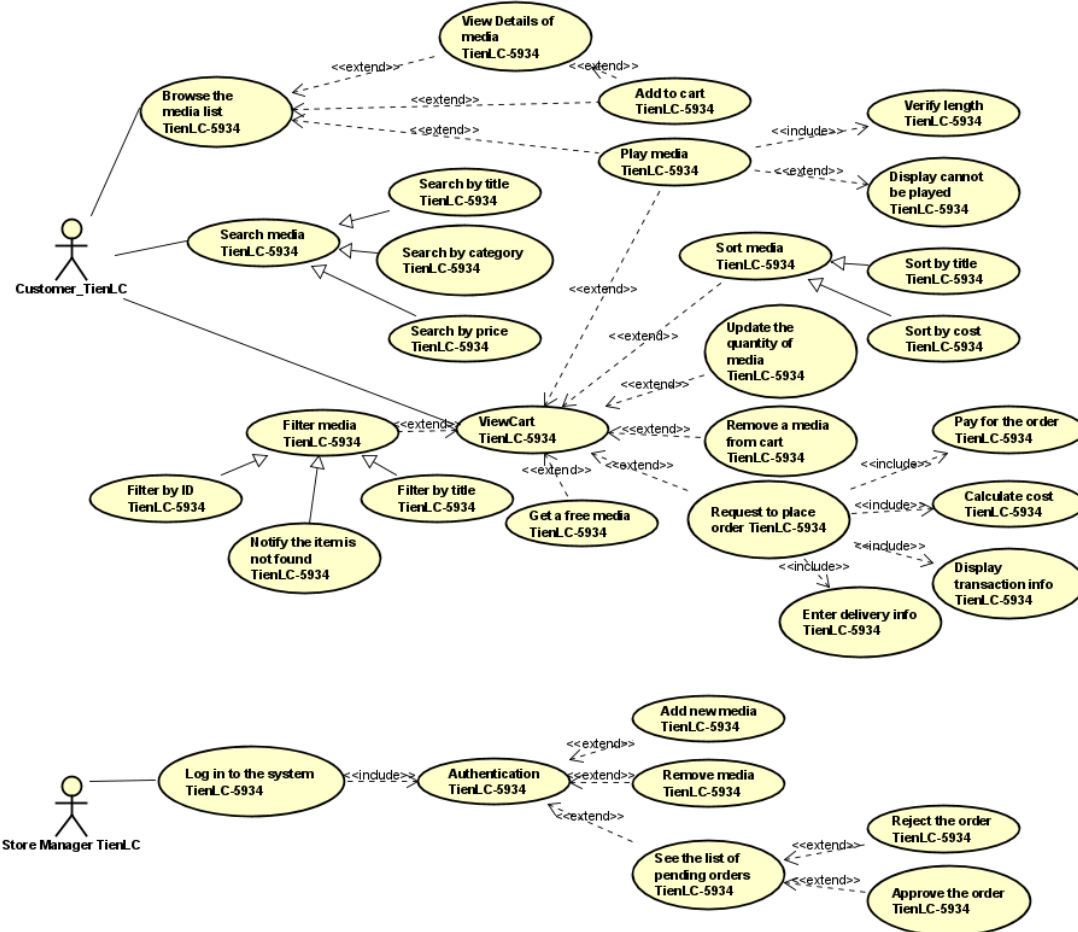 View Details of
media
TienLC-5934
<<extend>>
<<extend>>
Browse the
media list
TienLC-5934
<<extend>>
Add to cart
TienLC-5934
Verify length
TienLC-5934
<<extend>>
<<include>>
Play media
TienLC-5934
<<extend>>
Display cannot
be played
TienLC-5934
Search by title
TienLC-5934
Search media
TienLC-5934
Search by category
TienLC-5934
Sort media
TienLC-5934
Sort by title
TienLC-5934
Customer_TienLC
<<extend>>
Search by price
TienLC-5934
<<extend>>
Update the
quantity of
media
TienLC-5934
Sort by cost
TienLC-5934
<<extend>>
Filter media
TienLC-5934
<<extend>>
ViewCart
TienLC-5934
<<extend>>
Remove a media
from cart
TienLC-5934
Pay for the order
TienLC-5934
<<extend>>
<<extend>>
<<include>>
Filter by ID
TienLC-5934
Filter by title
TienLC-5934
Get a free media
TienLC-5934
Request to place
order TienLC-5934
<<include>>
Calculate cost
TienLC-5934
Notify the item is
not found
TienLC-5934
<<include>>
<<include>>
Display
transaction info
TienLC-5934
Enter delivery info
TienLC-5934
Add new media
TienLC-5934
<<extend>>
Log in to the system
TienLC-5934
<<include>>
Authentication
TienLC-5934
<<extend>>
Remove media
TienLC-5934
<<extend>>
Store Manager TienLC
Reject the order
TienLC-5934
<<extend>>
See the list of
pending orders
TienLC-5934
<<extend>>
Approve the order
TienLC-5934